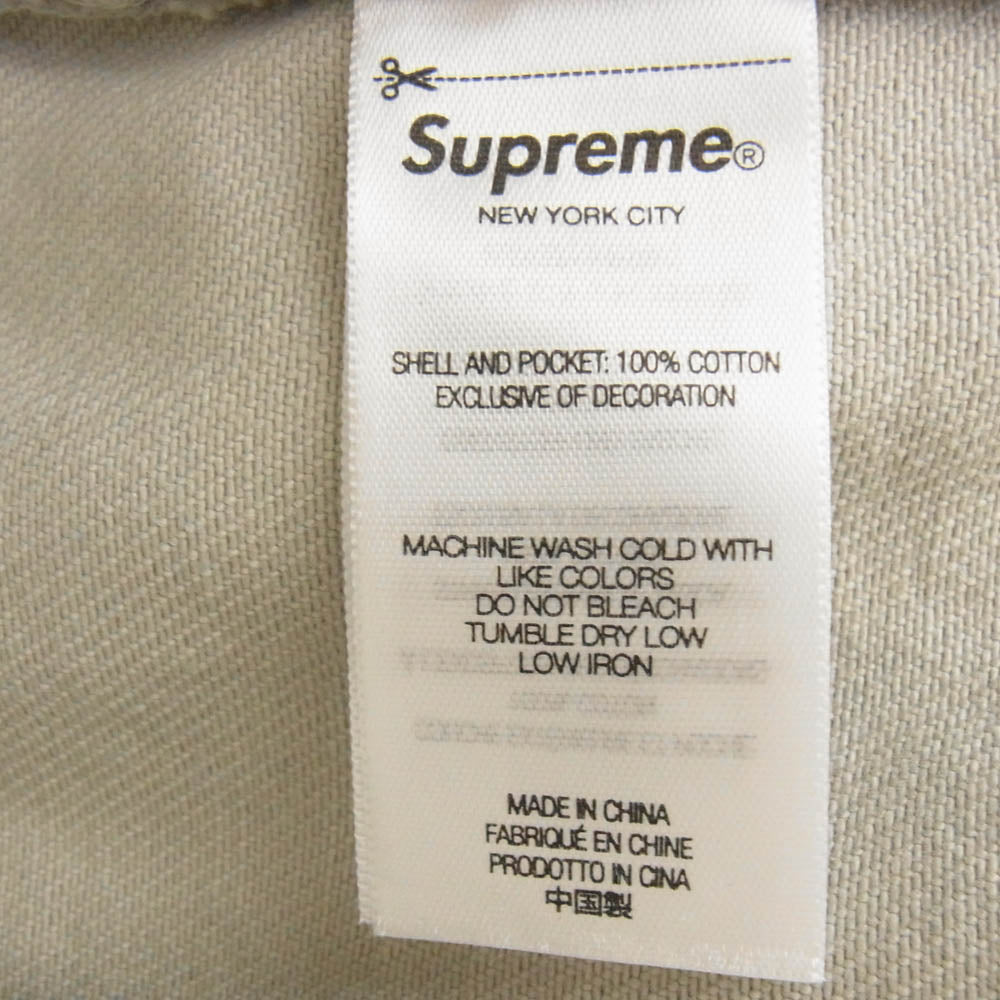 Supreme®
NEW YORK CITY
SHELL AND POCKET: 100% COTTON
EXCLUSIVE OF DECORATION
MACHINE WASH COLD WITH
LIKE COLORS
DO NOT BLEACH
TUMBLE DRY LOW
LOW IRON
MADE IN CHINA
FABRIQUÉ EN CHINE
PRODOTTO IN CINA
中国製